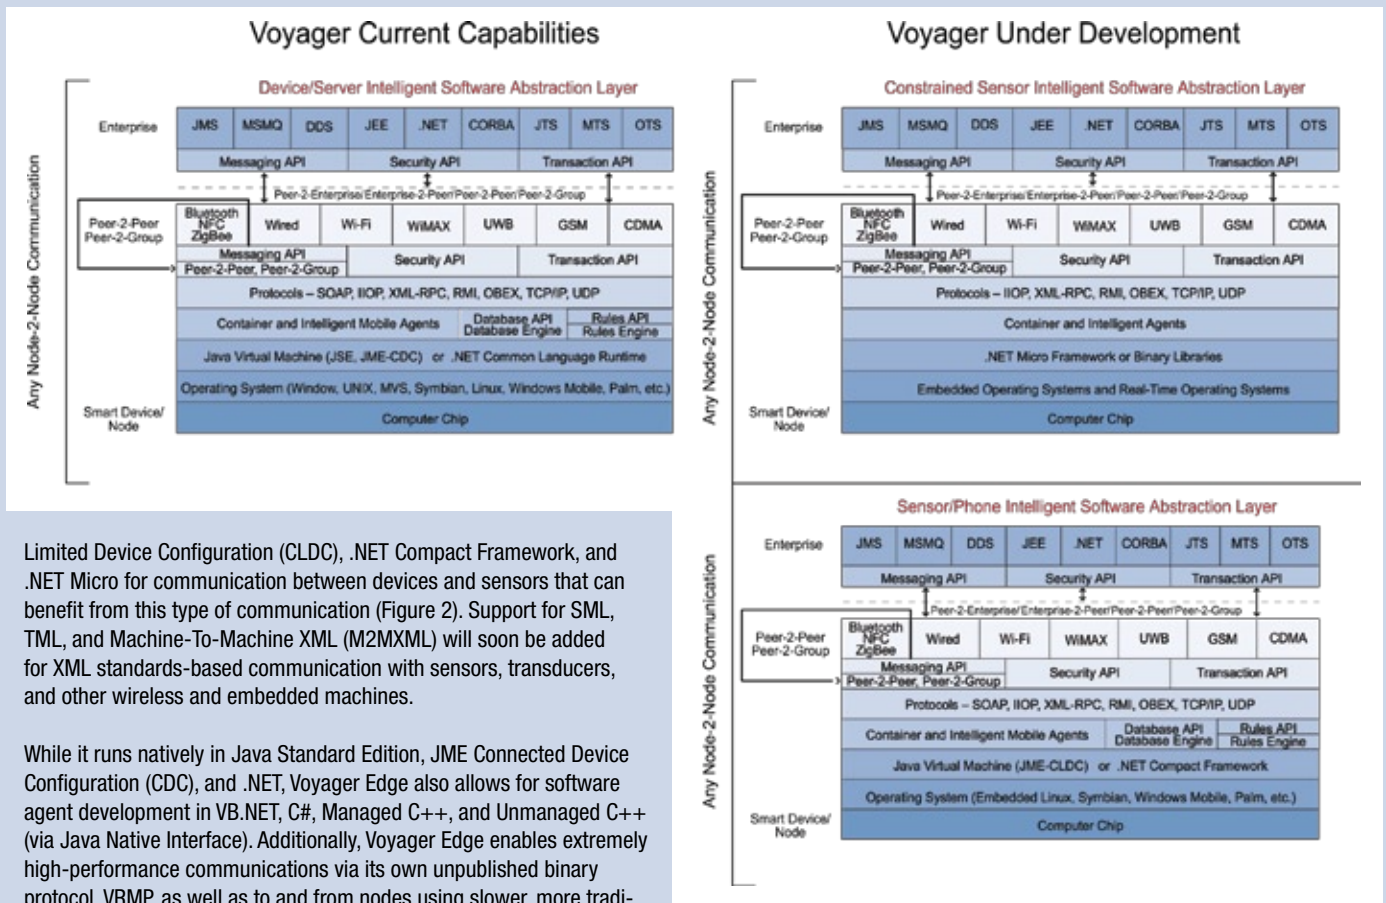 Voyager Current Capabilities
Device/Server Intelligent Software Abstraction Layer
Any Node-2-Node Communication
Enterprise
JMS MSMQ DDS JEE .NET CORBA JTS MTS OTS
Messaging API Security API Transaction API
Peer-2-Enterprise/Enterprise-2-Peer/Peer-2-Peer/Peer-2-Group
Peer-2-Peer
Peer-2-Group
Bluetooth
NFC
ZigBee
Wired Wi-Fi WiMAX UWB GSM CDMA
Messaging API
Peer-2-Peer, Peer-2-Group
Security API Transaction API
Protocols – SOAP, IIOP, XML-RPC, RMI, OBEX, TCP/IP, UDP
Container and Intelligent Mobile Agents
Database API
Database Engine
Rules API
Rules Engine
Java Virtual Machine (JSE, JME-CDC) or .NET Common Language Runtime
Operating System (Window, UNIX, MVS, Symbian, Linux, Windows Mobile, Palm, etc.)
Smart Device/
Node
Computer Chip
Voyager Under Development
Constrained Sensor Intelligent Software Abstraction Layer
Any Node-2-Node Communication
Enterprise
JMS MSMQ DDS JEE .NET CORBA JTS MTS OTS
Messaging API Security API Transaction API
Peer-2-Enterprise/Enterprise-2-Peer/Peer-2-Peer/Peer-2-Group
Peer-2-Peer
Peer-2-Group
Bluetooth
NFC
ZigBee
Wired Wi-Fi WiMAX UWB GSM CDMA
Messaging API
Peer-2-Peer, Peer-2-Group
Security API Transaction API
Protocols – IIOP, XML-RPC, RMI, OBEX, TCP/IP, UDP
Container and Intelligent Agents
.NET Micro Framework or Binary Libraries
Embedded Operating Systems and Real-Time Operating Systems
Smart Device/
Node
Computer Chip
Sensor/Phone Intelligent Software Abstraction Layer
Any Node-2-Node Communication
Enterprise
JMS MSMQ DDS JEE .NET CORBA JTS MTS OTS
Messaging API Security API Transaction API
Peer-2-Enterprise/Enterprise-2-Peer/Peer-2-Peer/Peer-2-Group
Peer-2-Peer
Peer-2-Group
Bluetooth
NFC
ZigBee
Wired Wi-Fi WiMAX UWB GSM CDMA
Messaging API
Peer-2-Peer, Peer-2-Group
Security API Transaction API
Protocols – SOAP, IIOP, XML-RPC, RMI, OBEX, TCP/IP, UDP
Container and Intelligent Mobile Agents
Database API
Database Engine
Rules API
Rules Engine
Java Virtual Machine (JME-CLDC) or .NET Compact Framework
Operating System (Embedded Linux, Symbian, Windows Mobile, Palm, etc.)
Smart Device/
Node
Computer Chip
Limited Device Configuration (CLDC), .NET Compact Framework, and
.NET Micro for communication between devices and sensors that can
benefit from this type of communication (Figure 2). Support for SML,
TML, and Machine-To-Machine XML (M2MXML) will soon be added
for XML standards-based communication with sensors, transducers,
and other wireless and embedded machines.
While it runs natively in Java Standard Edition, JME Connected Device
Configuration (CDC), and .NET, Voyager Edge also allows for software
agent development in VB.NET, C#, Managed C++, and Unmanaged C++
(via Java Native Interface). Additionally, Voyager Edge enables extremely
high-performance communications via its own unpublished binary
protocol, VRMP, as well as to and from nodes using slower, more tradi-